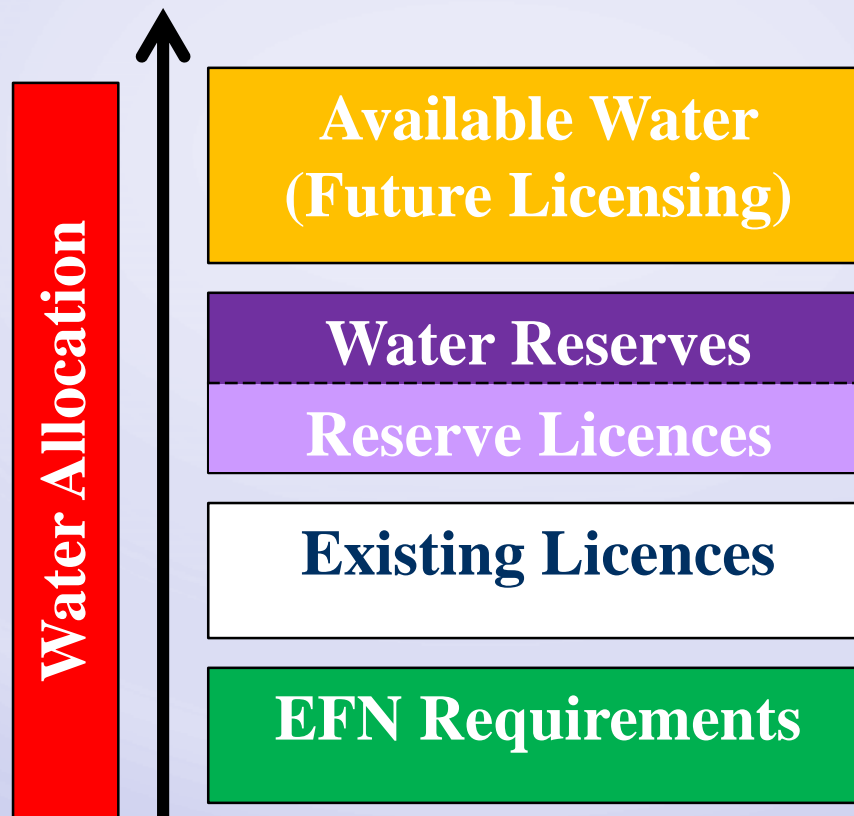 Water Allocation
Available Water
(Future Licensing)
Water Reserves
Reserve Licences
Existing Licences
EFN Requirements